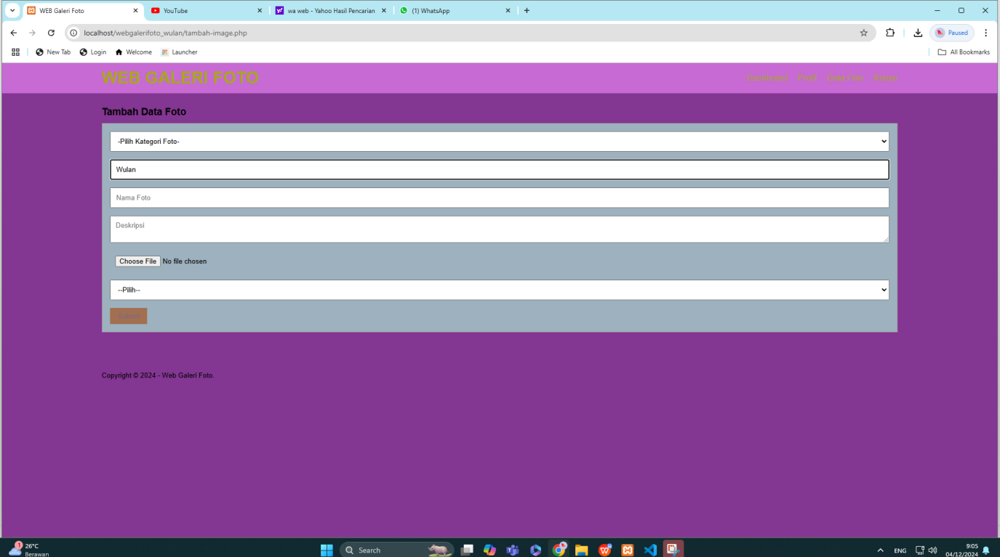 WEB Galeri Foto
YouTube
wa web - Yahoo Hasil Pencarian
(1) WhatsApp
localhost/webgalerifoto_wulan/tambah-image.php
Paused
New Tab
Login
Welcome
Launcher
All Bookmarks
WEB GALERI FOTO
Dashboard
Profil
Data Foto
Keluar
Tambah Data Foto
-Pilih Kategori Foto-
Wulan
Nama Foto
Deskripsi
Choose File No file chosen
--Pilih--
Submit
Copyright © 2024 - Web Galeri Foto.
1
26°C
Berawan
Search
ENG
9:05
04/12/2024